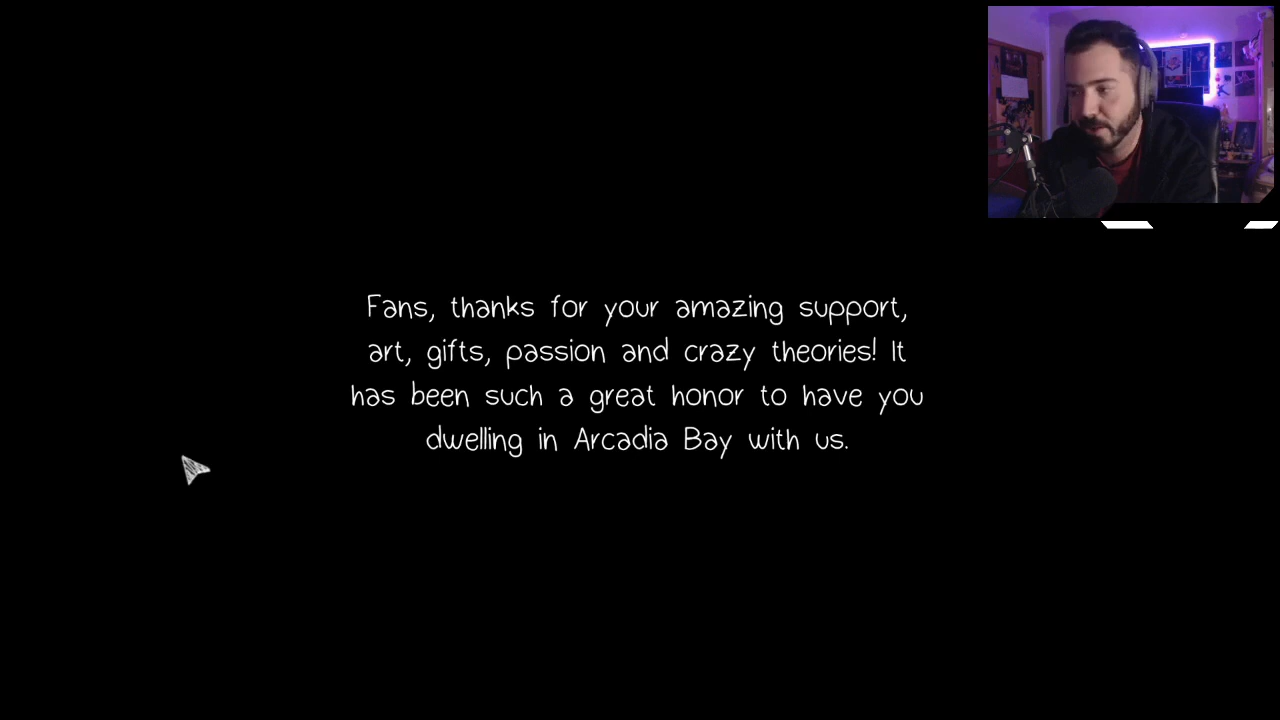 Fans, thanks for your amazing support,
art, gifts, passion and crazy theories! It
has been such a great honor to have you
dwelling in Arcadia Bay with us.